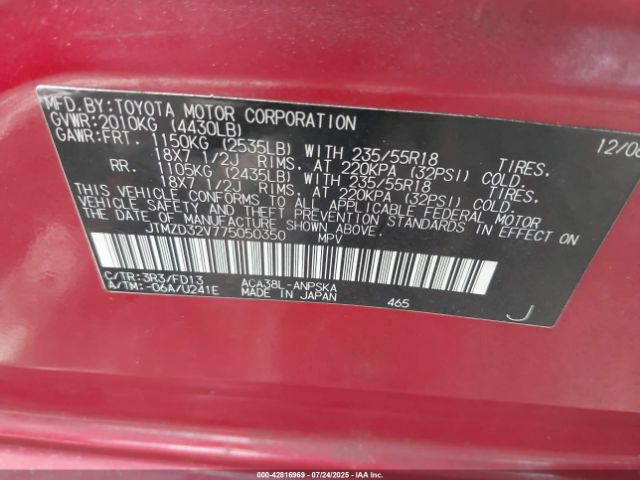 MFD.BY:TOYOTA MOTOR CORPORATION 12/06
GVWR:2010KG (4430LB)
GAWR:FRT. 1150KG (2535LB) WITH 235/55R18 TIRES.
18X7 1/2J RIMS. AT 220KPA (32PSI) COLD.
RR. 1105KG (2435LB) WITH 235/55R18 TIRES.
18X7 1/2J RIMS. AT 220KPA (32PSI) COLD.
THIS VEHICLE CONFORMS TO ALL APPLICABLE FEDERAL MOTOR
VEHICLE SAFETY AND THEFT PREVENTION STANDARDS IN EFFECT ON THE DATE OF
MANUFACTURE SHOWN ABOVE.
JTMZD32V775050350 MPV
C/TR:3R3/FD13 ACA38L-ANPSKA
A/TM:-06A/U241E MADE IN JAPAN 465 J
000-42816969 - 07/24/2025 - IAAI.COM